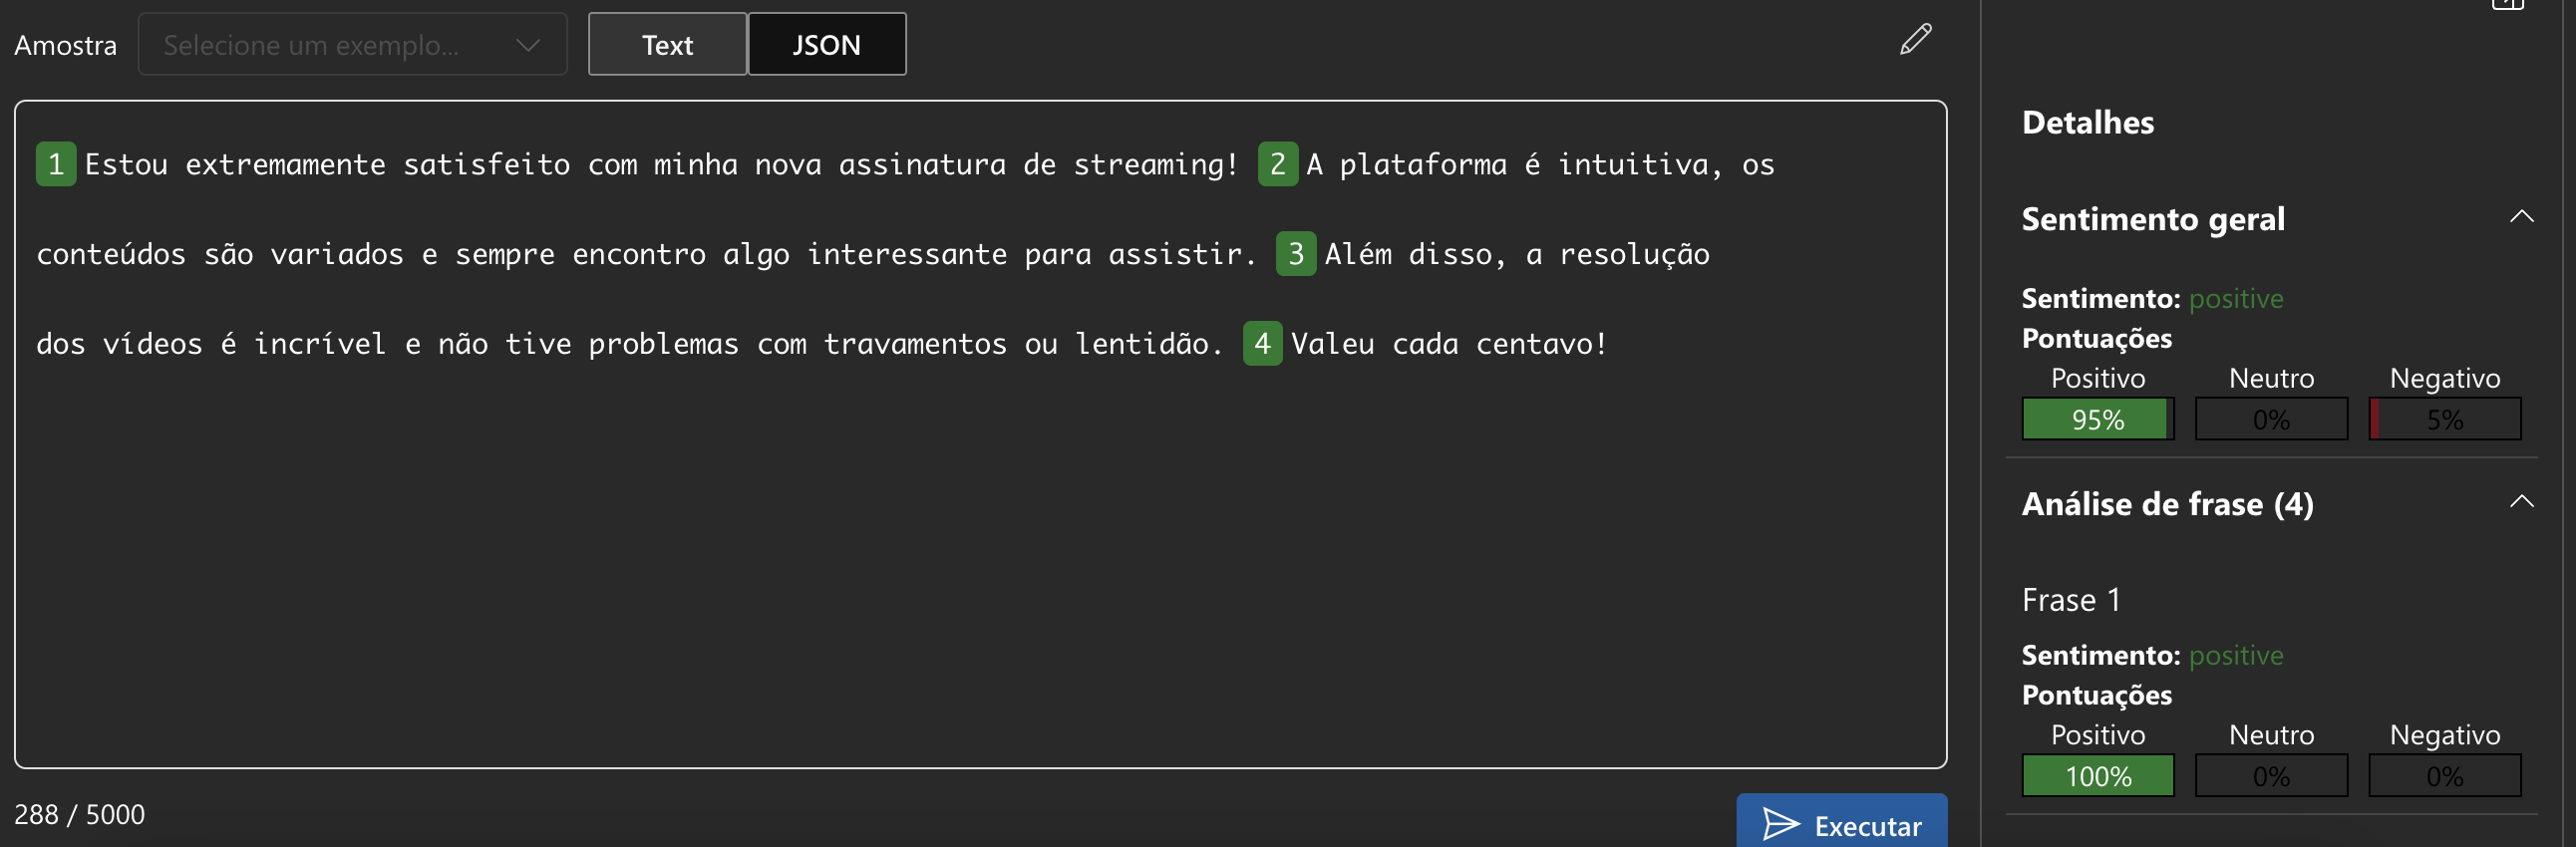 Amostra
Selecione um exemplo...
Text
JSON
1 Estou extremamente satisfeito com minha nova assinatura de streaming! 2 A plataforma é intuitiva, os
conteúdos são variados e sempre encontro algo interessante para assistir. 3 Além disso, a resolução
dos vídeos é incrível e não tive problemas com travamentos ou lentidão. 4 Valeu cada centavo!
288 / 5000
Executar
Detalhes
Sentimento geral
Sentimento: positive
Pontuações
Positivo Neutro Negativo
95% 0% 5%
Análise de frase (4)
Frase 1
Sentimento: positive
Pontuações
Positivo Neutro Negativo
100% 0% 0%